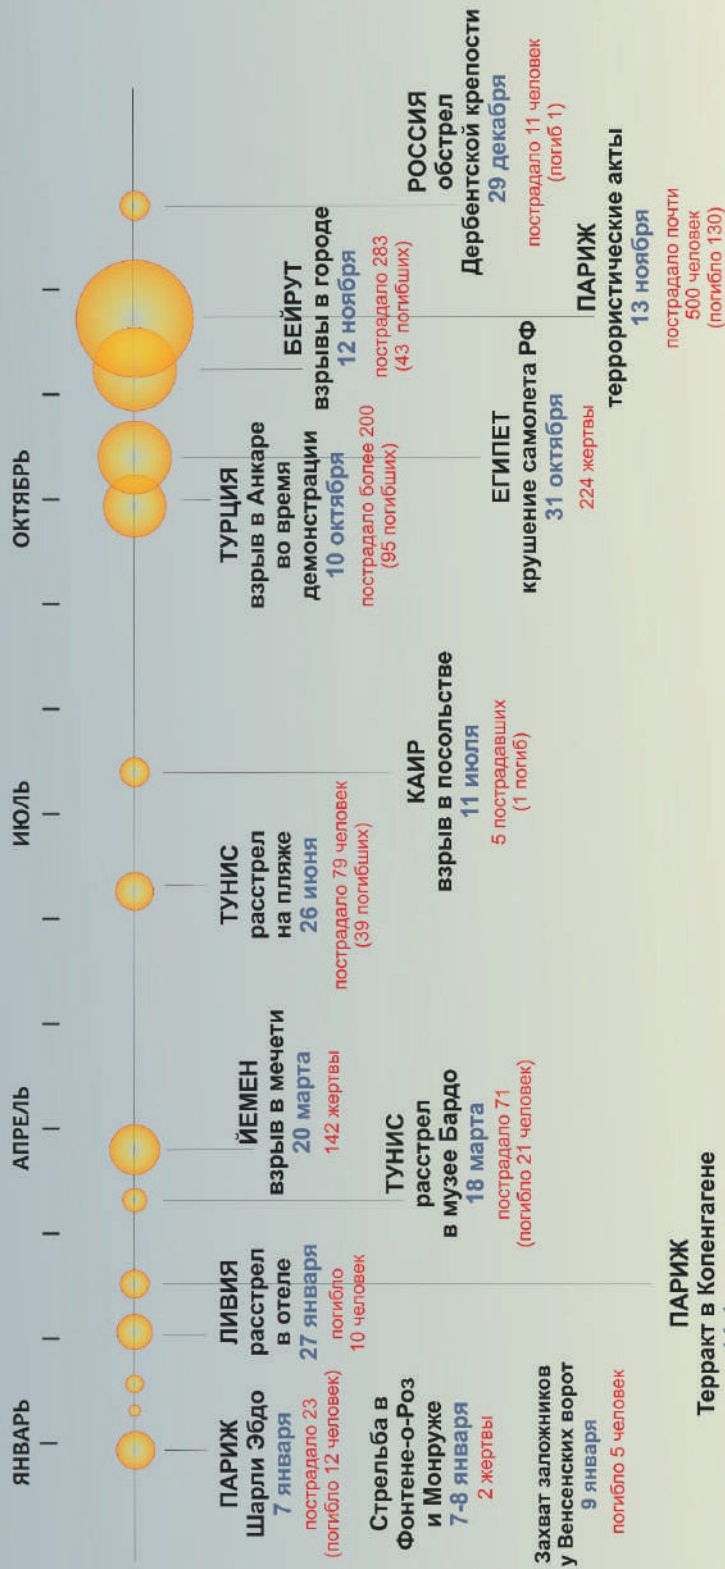 ЯНВАРЬ
АПРЕЛЬ
ИЮЛЬ
ОКТЯБРЬ
ПАРИЖ
Шарли Эбдо
7 января
пострадало 23
(погибло 12 человек)
Стрельба в
Фонтене-о-Роз
и Монруже
7-8 января
2 жертвы
Захват заложников
у Венсенских ворот
9 января
погибло 5 человек
ЛИВИЯ
расстрел
в отеле
27 января
погибло
10 человек
ПАРИЖ
Терракт в Копенгагене
ТУНИС
расстрел
в музее Бардо
18 марта
пострадало 71
(погибло 21 человек)
ЙЕМЕН
взрыв в мечети
20 марта
142 жертвы
ТУНИС
расстрел
на пляже
26 июня
пострадало 79 человек
(39 погибших)
КАИР
взрыв в посольстве
11 июля
5 пострадавших
(1 погиб)
ТУРЦИЯ
взрыв в Анкаре
во время
демонстрации
10 октября
пострадало более 200
(95 погибших)
ЕГИПЕТ
крушение самолета РФ
31 октября
224 жертвы
БЕЙРУТ
взрывы в городе
12 ноября
пострадало 283
(43 погибших)
ПАРИЖ
террористические акты
13 ноября
пострадало почти
500 человек
(погибло 130)
РОССИЯ
обстрел
Дербентской крепости
29 декабря
пострадало 11 человек
(погиб 1)